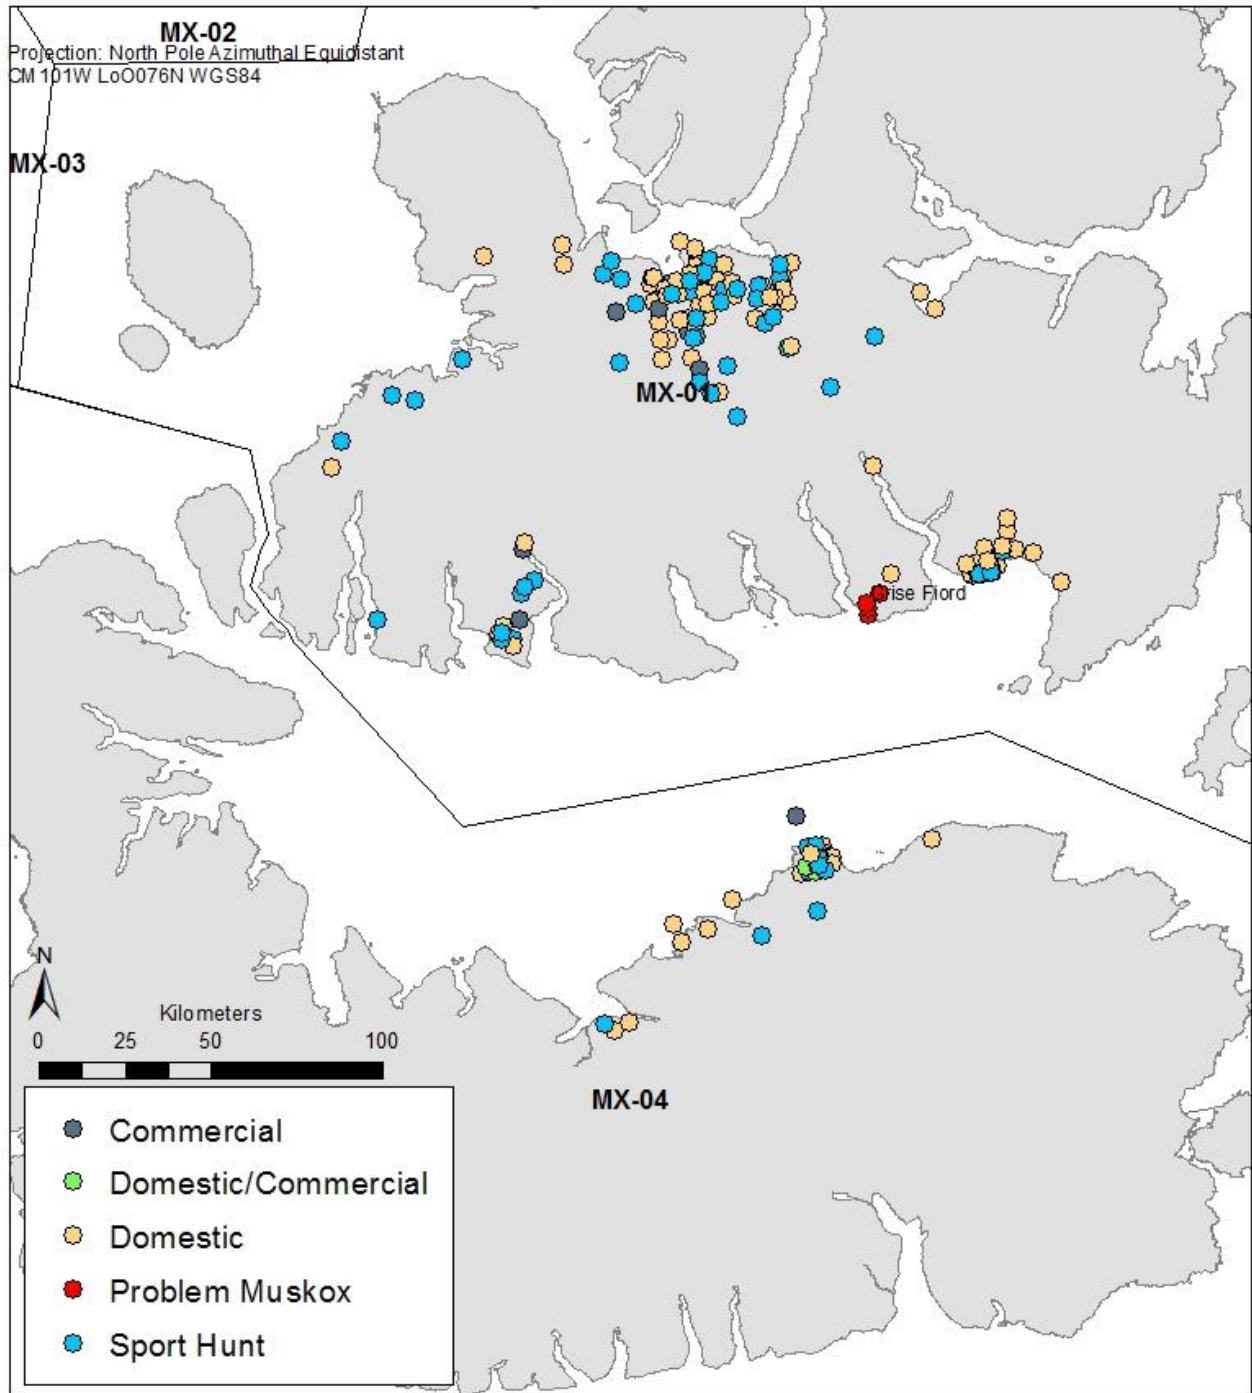 MX-02
Projection: North Pole Azimuthal Equidistant
CM 101W LoO076N WGS84
MX-03
MX-01
rise Fiord
N
Kilometers
0 25 50 100
MX-04
Commercial
Domestic/Commercial
Domestic
Problem Muskox
Sport Hunt